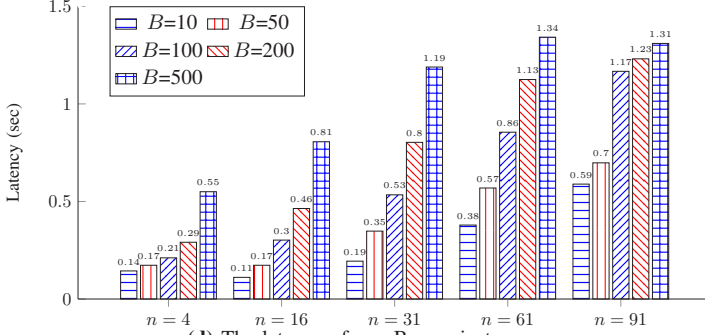 1.5
B=10 B=50
B=100 B=200
B=500
1
0.5
0
Latency (sec)
0.14 0.17 0.21 0.29 0.55
0.11 0.17 0.3 0.46 0.81
0.19 0.35 0.53 0.8 1.19
0.38 0.57 0.86 1.13 1.34
0.59 0.7 1.17 1.23 1.31
n = 4 n = 16 n = 31 n = 61 n = 91